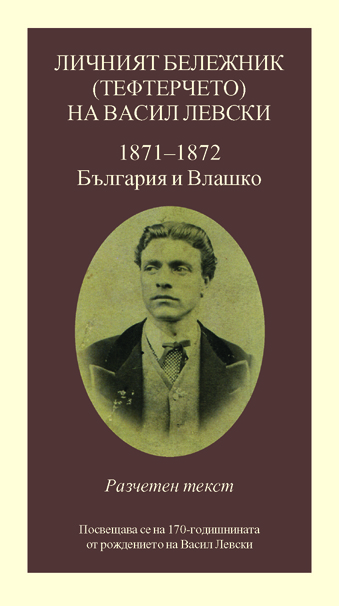 ЛИЧНИЯТ БЕЛЕЖНИК
(ТЕФТЕРЧЕТО)
НА ВАСИЛ ЛЕВСКИ
1871–1872
България и Влашко
Разчетен текст
Посвещава се на 170-годишнината
от рождението на Васил Левски